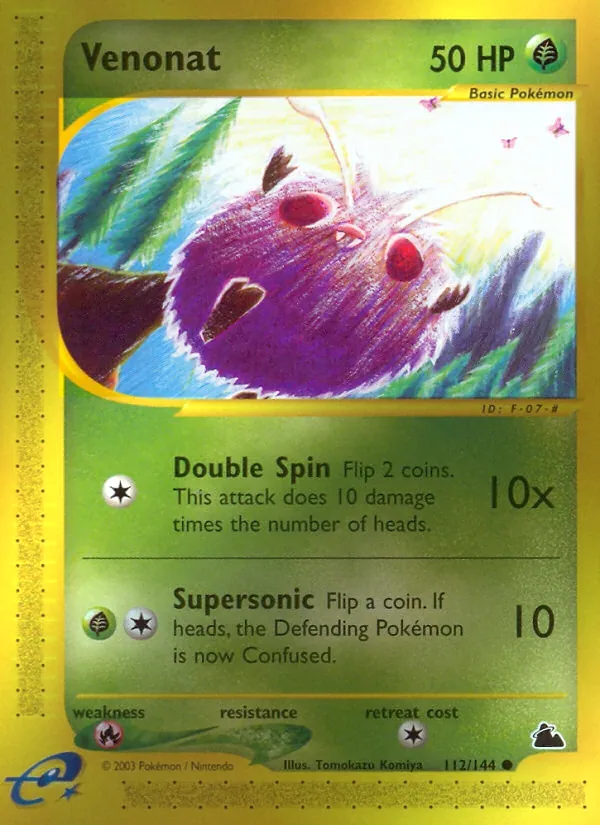 Venonat 50 HP
Basic Pokémon
ID: F-07-#
Double Spin Flip 2 coins.
This attack does 10 damage
times the number of heads.
10x
Supersonic Flip a coin. If
heads, the Defending Pokémon
is now Confused.
10
weakness resistance retreat cost
© 2003 Pokémon / Nintendo Illus. Tomokazu Komiya 112/144
e